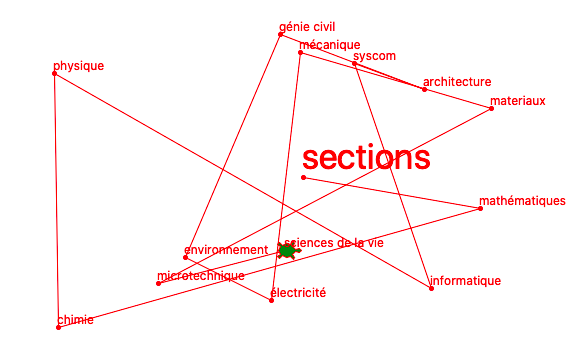 génie civil
mécanique
syscom
physique
architecture
materiaux
sections
mathématiques
sciences de la vie
environnement
microtechnique
informatique
électricité
chimie